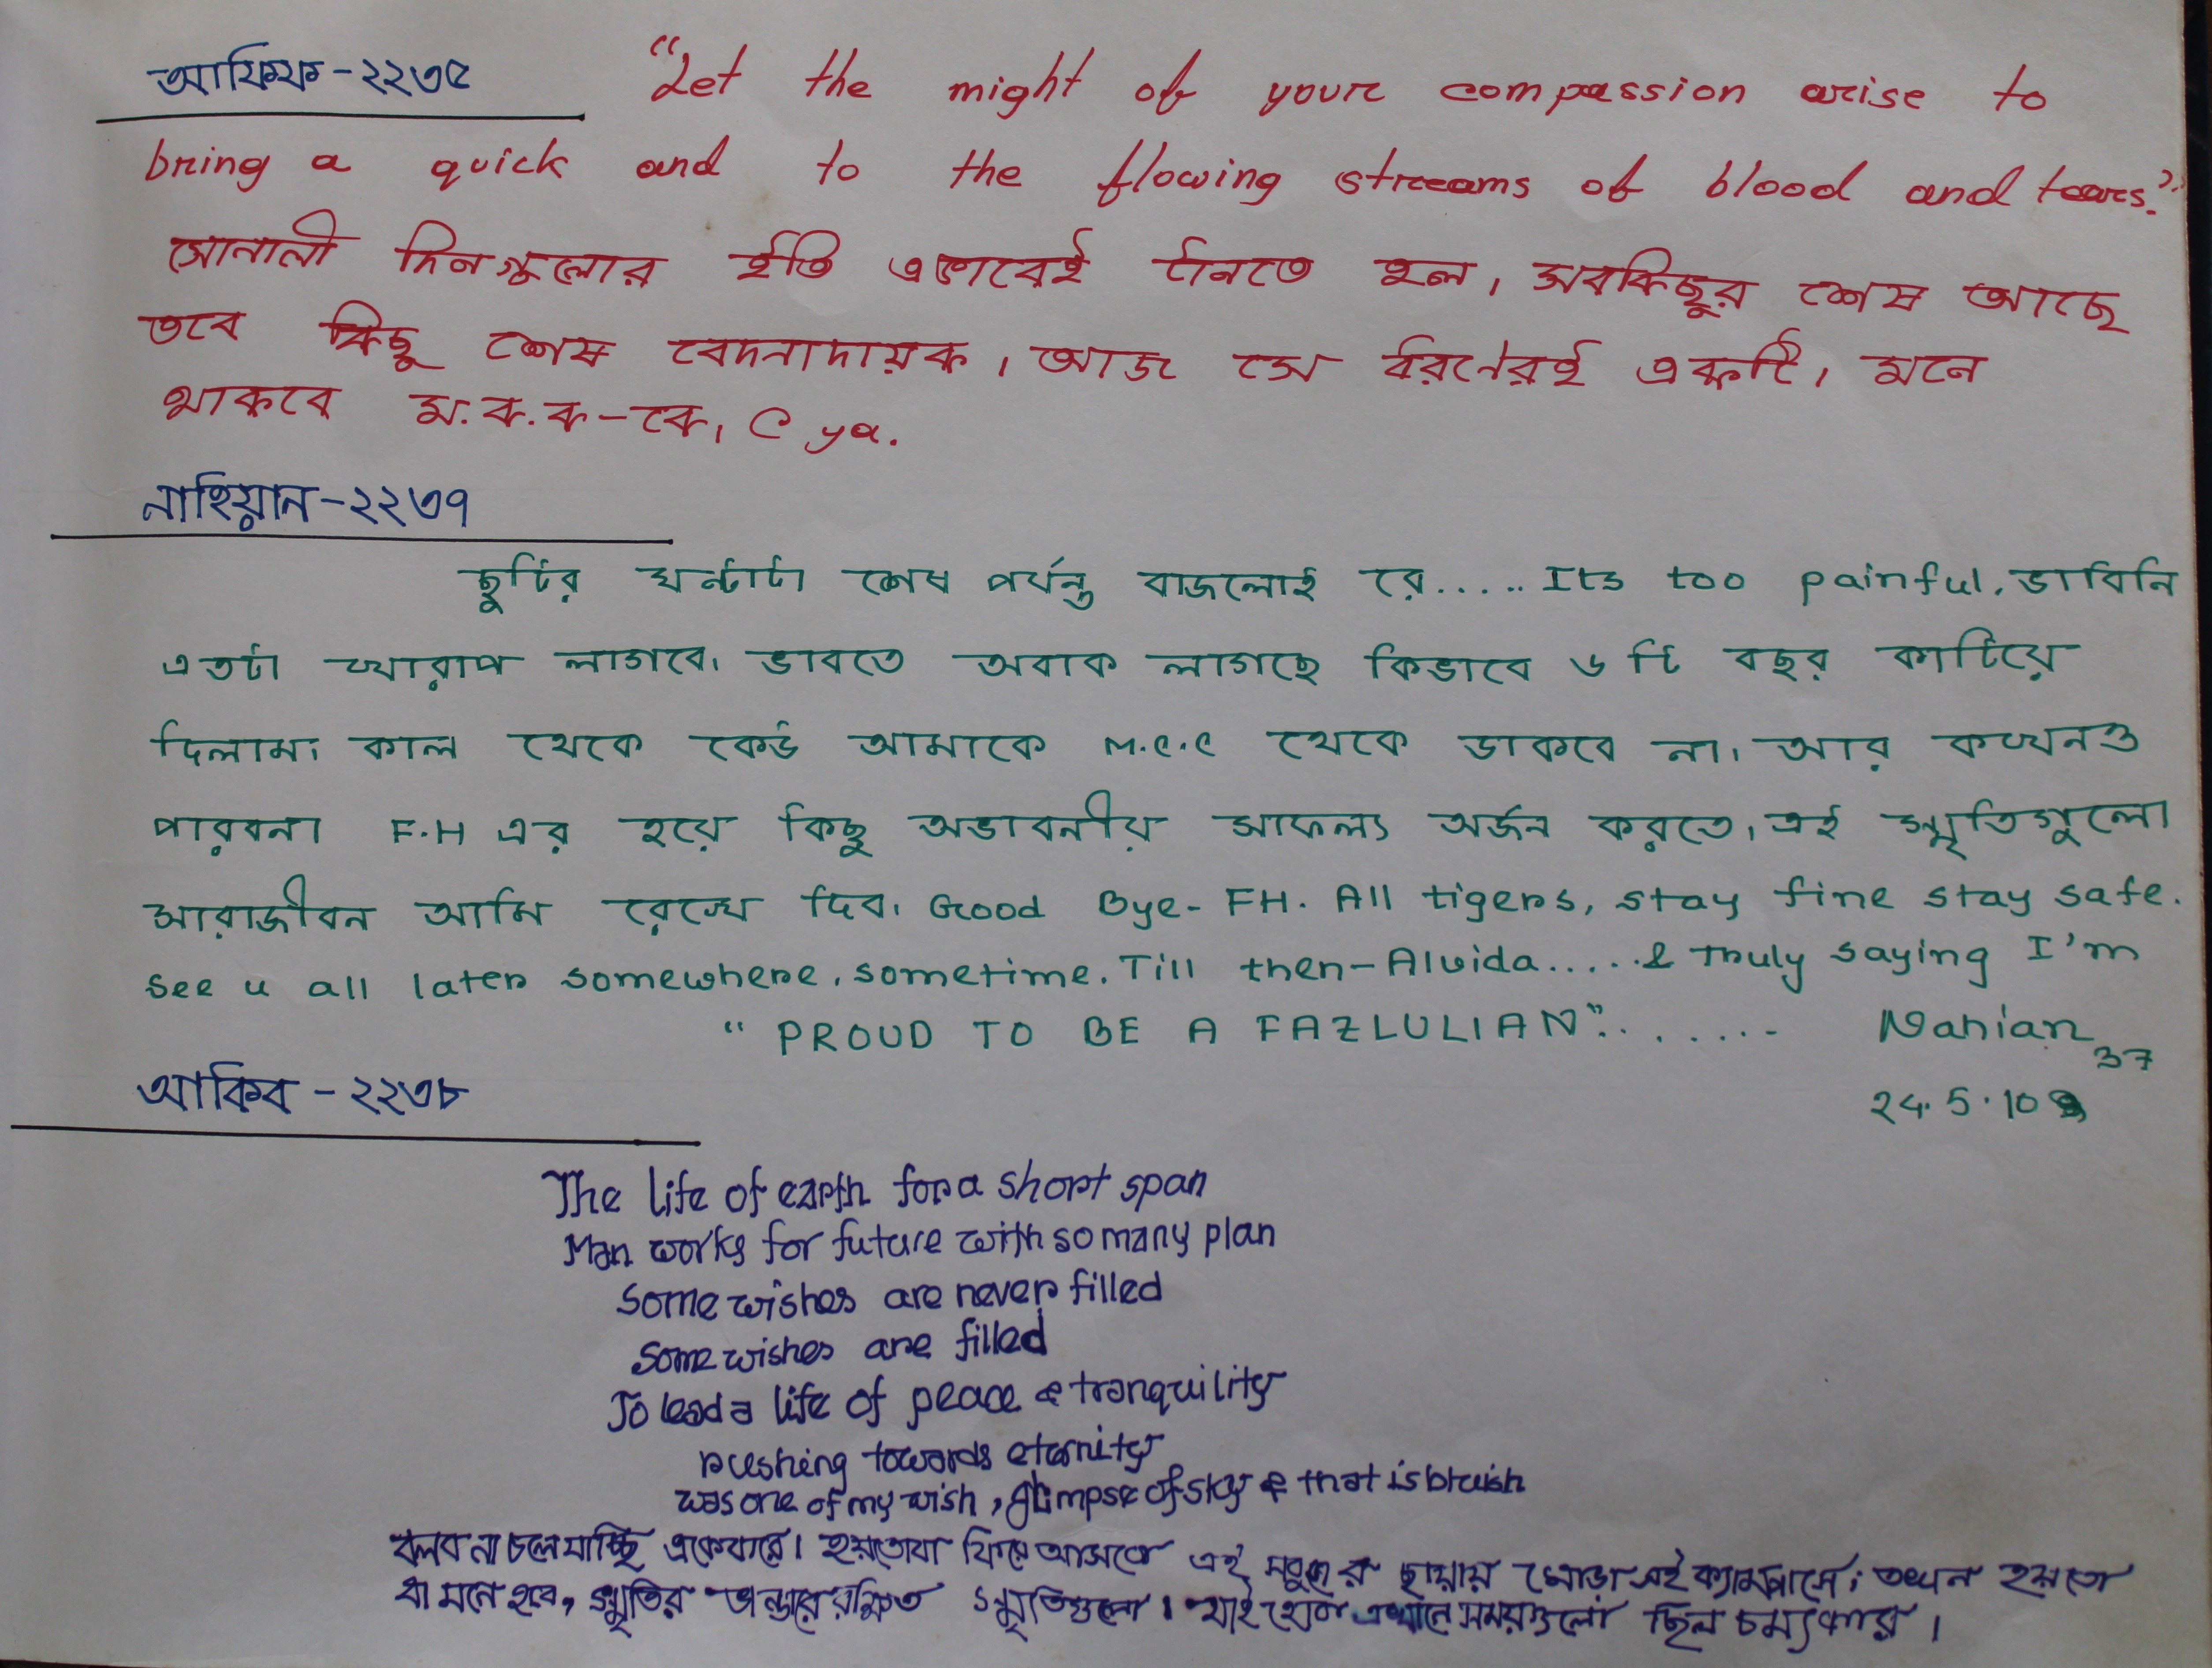 আফিফ - ২২৩৫
"Let the might of your compassion arise to
bring a quick and to the flowing streams of blood and tears."
সোনালী দিনগুলোর ইতি এভাবেই টানতে হল। সবকিছুর শেষ আছে
তবে কিছু শেষ বেদনাদায়ক। আজ সে ধরণেরই একটি। মনে
থাকবে ম.ক.ক-কে। C ya.
নাহিয়ান-২২৩৭
ছুটির ঘন্টাটা শেষ পর্যন্ত বাজলোই রে..... Its too painful. ভাবিনি
এতটা খারাপ লাগবে। ভাবতে অবাক লাগছে কিভাবে ৬ টি বছর কাটিয়ে
দিলাম। কাল থেকে কেউ আমাকে M.C.C থেকে ডাকবে না। আর কখনও
পারবনা F.H এর হয়ে কিছু অভাবনীয় সাফল্য অর্জন করতে। এই স্মৃতিগুলো
সারাজীবন আমি রেখে দিব। Good Bye- FH. All tigers, stay fine stay safe.
See u all later somewhere, sometime. Till then-Alvida..... & Truly saying I'm
"PROUD TO BE A FAZLULIAN"....... Nahian 37
24.5.10
আকিব - ২২৩৮
The life of earth for a short span
Man works for future with so many plan
Some wishes are never filled
Some wishes are filled
To lead a life of peace & tranquility
rushing towards eternity
was one of my wish, glimpse of sky & that is bluish
বলব না চলে যাচ্ছি একেবারে। হয়তোবা ফিরে আসবো এই সবুজের ছায়ায় মোড়া এই ক্যাম্পাসে; তখন হয়তো
বা মনে হবে, স্মৃতির ভান্ডারে রক্ষিত স্মৃতিগুলো। যাই হোক এখানে সময়গুলো ছিল চমৎকার।